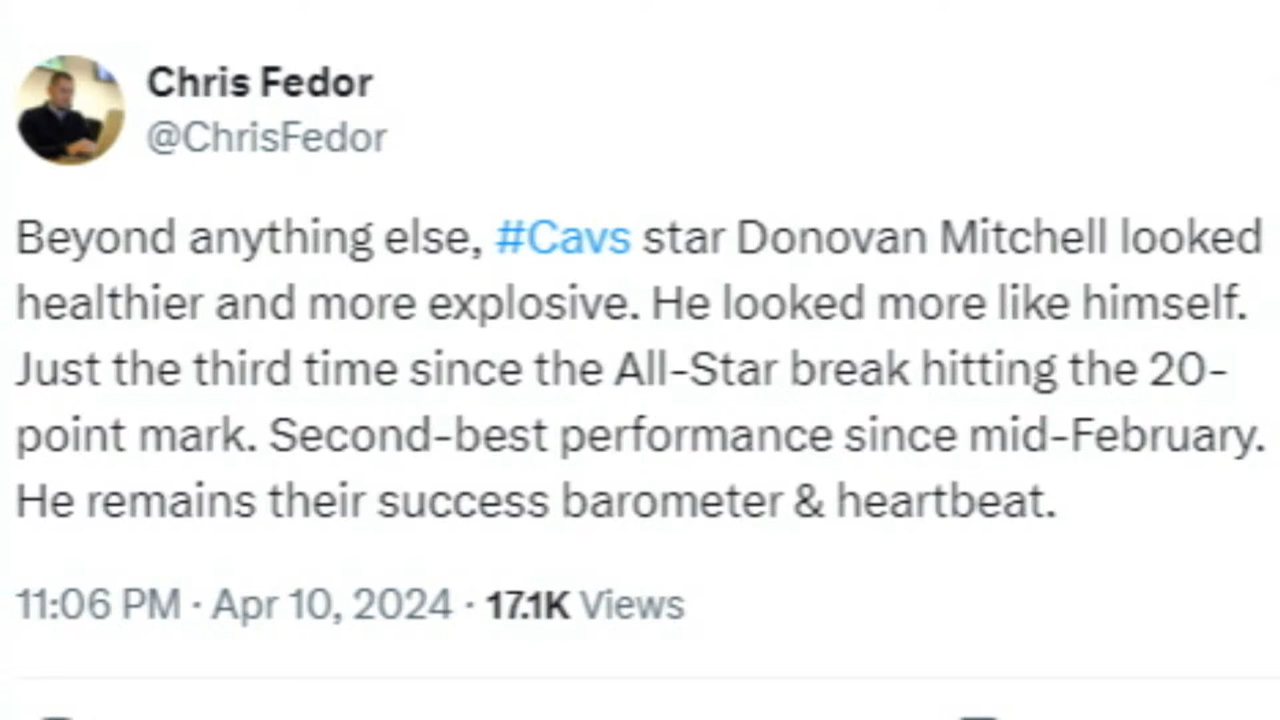 Chris Fedor
@ChrisFedor
Beyond anything else, #Cavs star Donovan Mitchell looked
healthier and more explosive. He looked more like himself.
Just the third time since the All-Star break hitting the 20-
point mark. Second-best performance since mid-February.
He remains their success barometer & heartbeat.
11:06 PM · Apr 10, 2024 · 17.1K Views